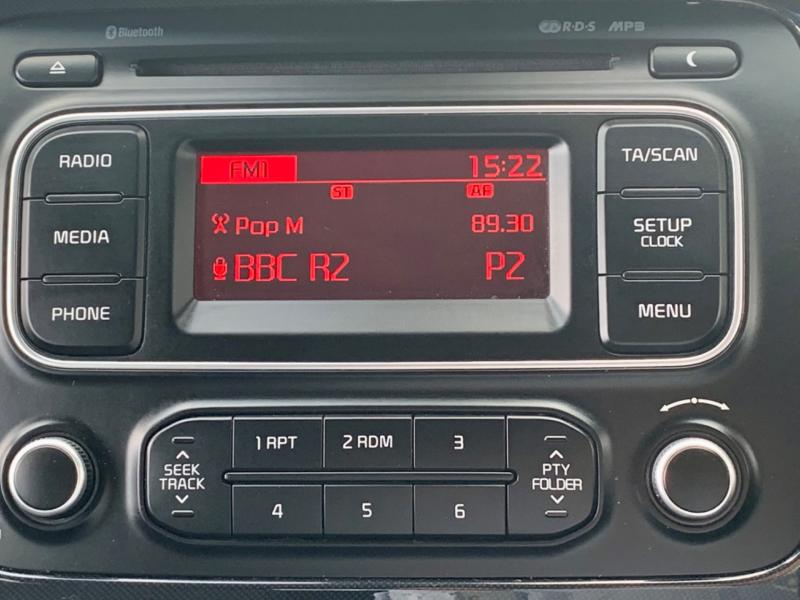 Bluetooth
R·D·S MP3
RADIO
MEDIA
PHONE
FM1 15:22
ST AF
Pop M 89.30
BBC R2 P2
TA/SCAN
SETUP
CLOCK
MENU
SEEK
TRACK
1 RPT
2 RDM
3
4
5
6
PTY
FOLDER